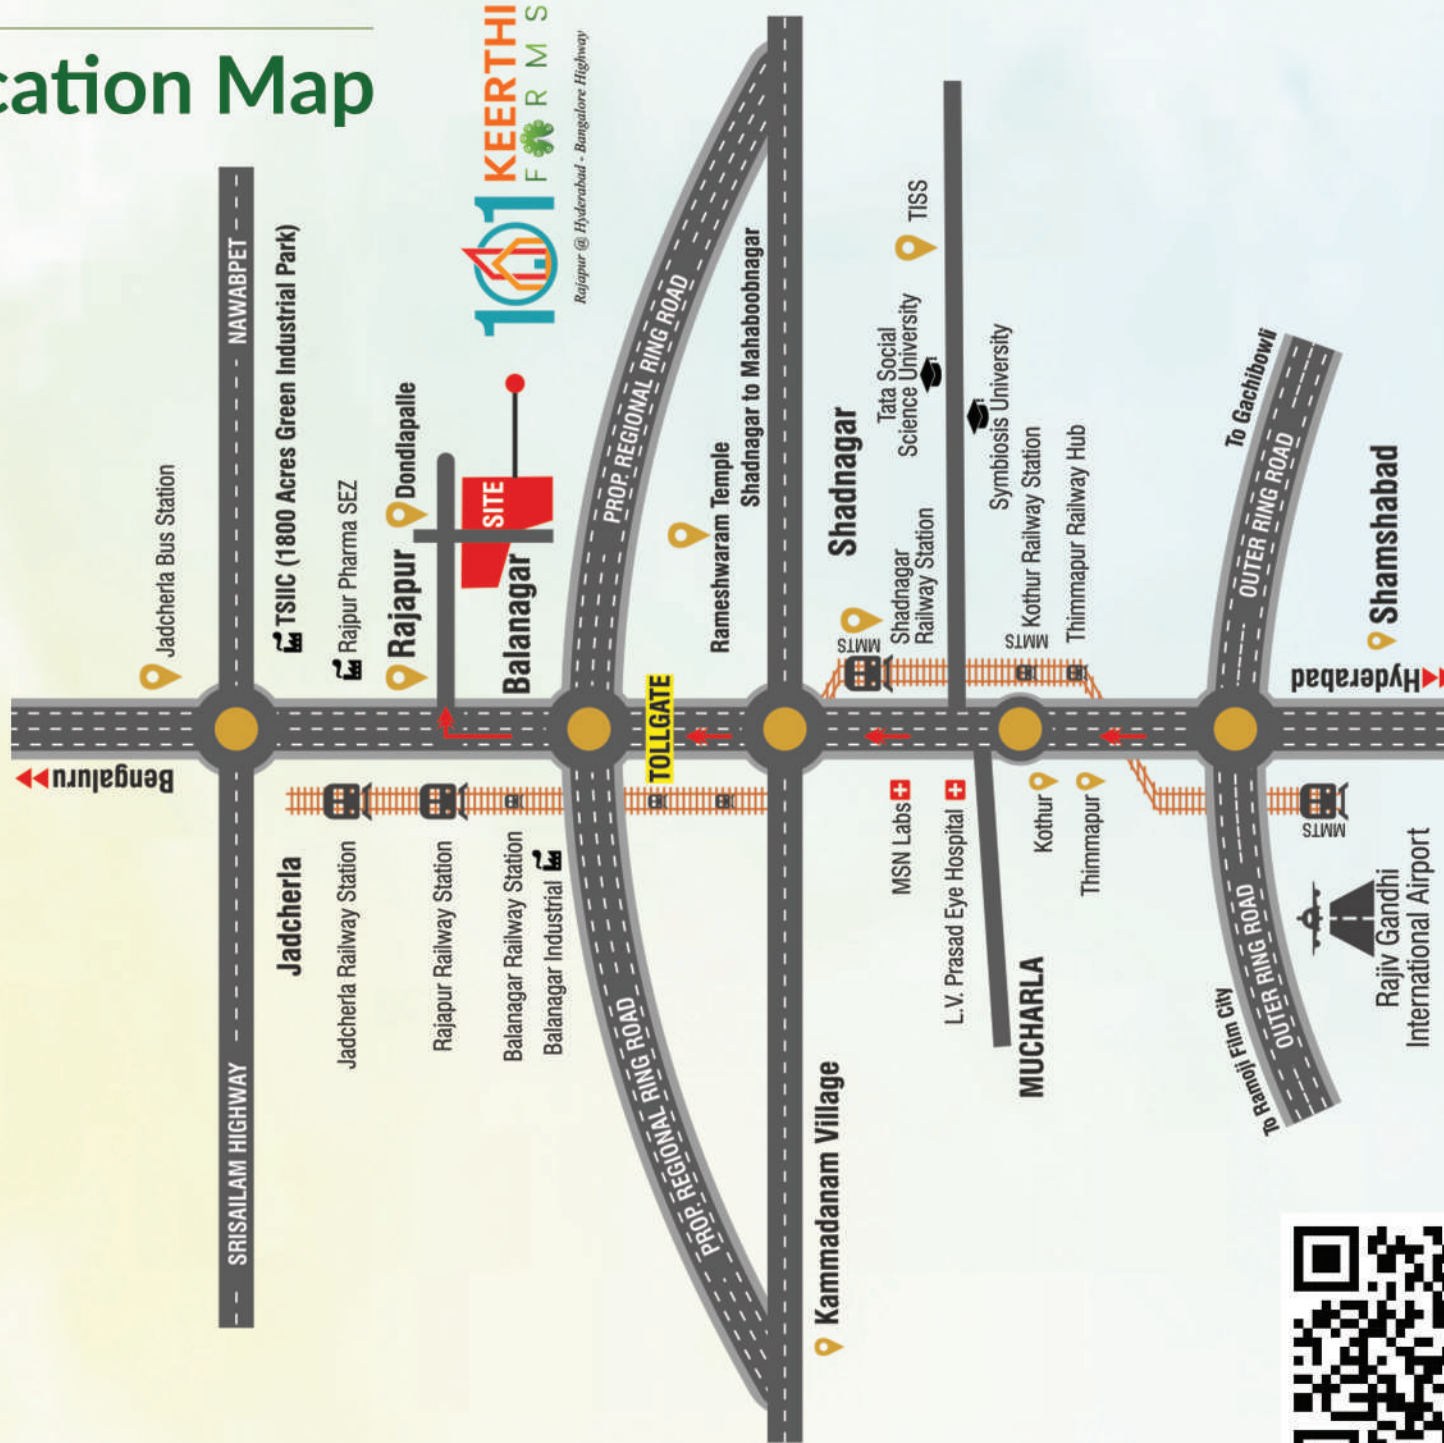 cation Map
101 KEERTHI
FORMS
Rajapur @ Hyderabad - Bangalore Highway
NAWABPET
SRISAILAM HIGHWAY
Jadcherla Bus Station
Bengaluru
TSIIC (1800 Acres Green Industrial Park)
Jadcherla
Rajpur Pharma SEZ
Jadcherla Railway Station
Rajapur
Dondlapalle
Rajapur Railway Station
SITE
Balanagar
Balanagar Railway Station
Balanagar Industrial
PROP. REGIONAL RING ROAD
PROP. REGIONAL RING ROAD
TOLLGATE
Rameshwaram Temple
Shadnagar to Mahaboobnagar
Kammadanam Village
Shadnagar
MMTS
Shadnagar
Railway Station
Tata Social
Science University
TISS
MSN Labs
L.V. Prasad Eye Hospital
MUCHARLA
Symbiosis University
MMTS
Kothur Railway Station
Thimmapur Railway Hub
Kothur
Thimmapur
To Gachibowli
OUTER RING ROAD
OUTER RING ROAD
To Ramoji Film City
MMTS
Shamshabad
Hyderabad
Rajiv Gandhi
International Airport